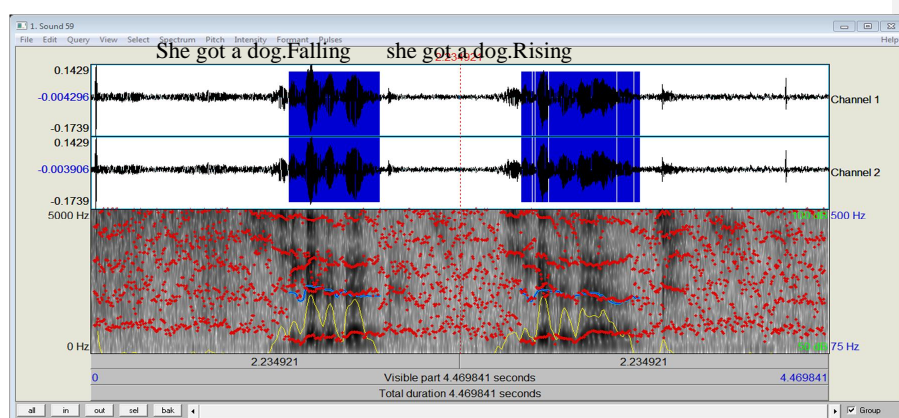 1. Sound 59
File Edit Query View Select Spectrum Pitch Intensity Formant Pulses Help
She got a dog.Falling she got a dog.Rising
2.234921
0.1429
-0.004296
-0.1739
Channel 1
0.1429
-0.003906
-0.1739
Channel 2
5000 Hz
500 Hz
0 Hz
75 Hz
2.234921 2.234921
0 Visible part 4.469841 seconds 4.469841
Total duration 4.469841 seconds
all in out sel bak Group